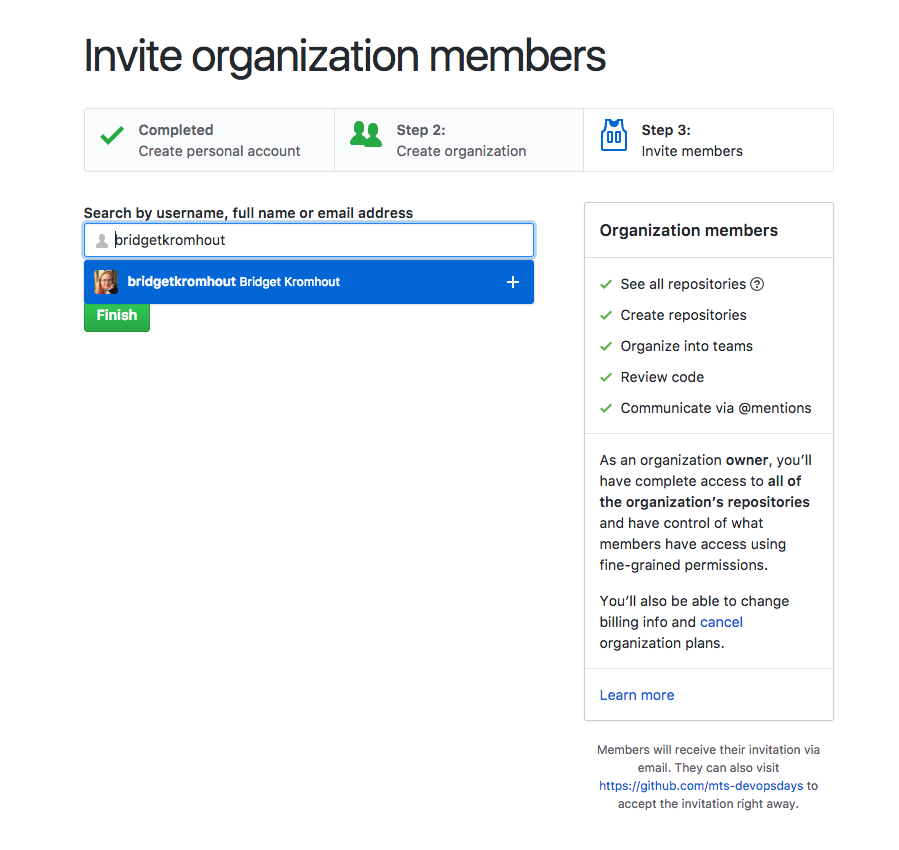 Invite organization members
Completed
Create personal account
Step 2:
Create organization
Step 3:
Invite members
Search by username, full name or email address
bridgetkromhout
bridgetkromhout Bridget Kromhout
Finish
Organization members
See all repositories
Create repositories
Organize into teams
Review code
Communicate via @mentions
As an organization owner, you’ll
have complete access to all of
the organization’s repositories
and have control of what
members have access using
fine-grained permissions.
You’ll also be able to change
billing info and cancel
organization plans.
Learn more
Members will receive their invitation via
email. They can also visit
https://github.com/mts-devopsdays to
accept the invitation right away.